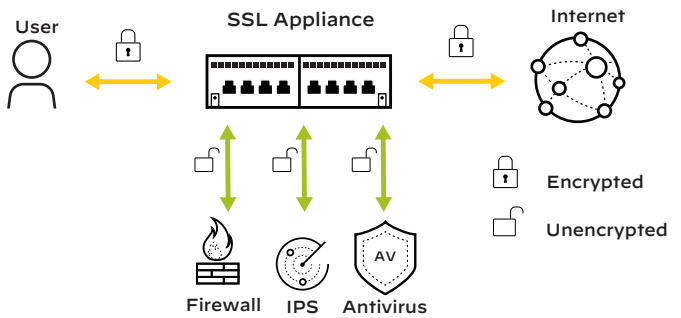 User
SSL Appliance
Internet
AV
Encrypted
Unencrypted
Firewall
IPS
Antivirus